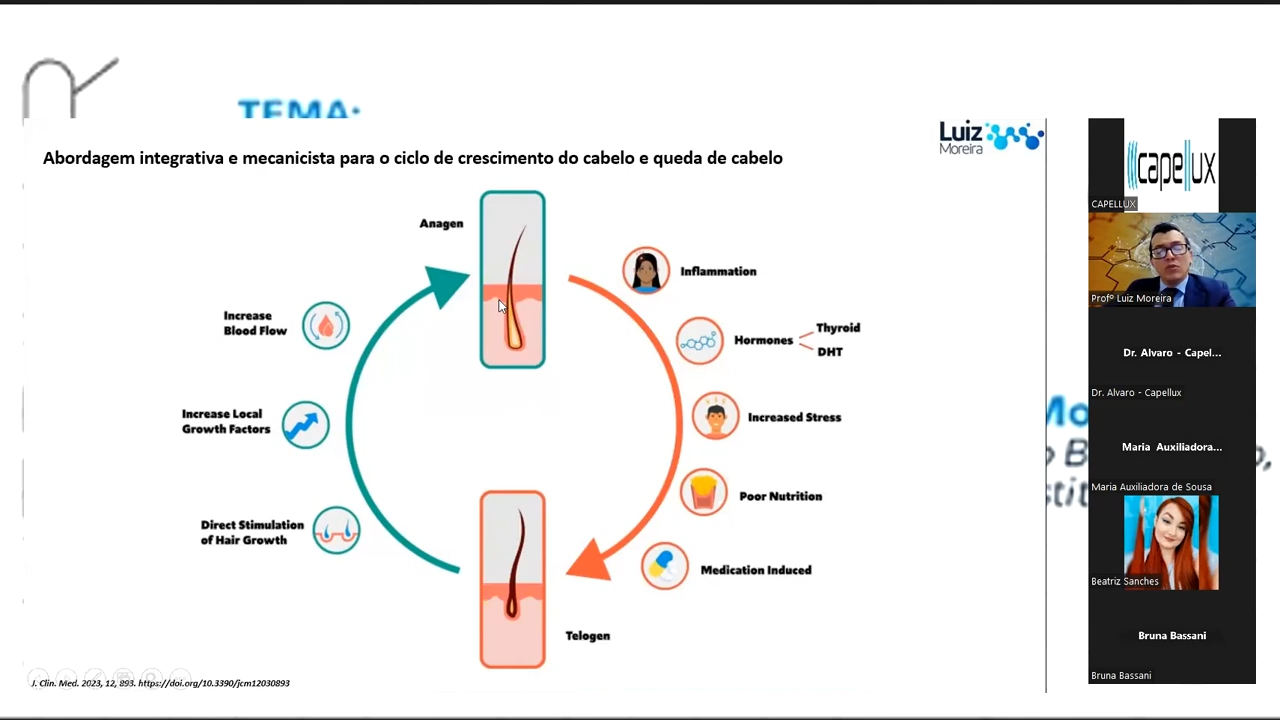 TEMA:
Abordagem integrativa e mecanicista para o ciclo de crescimento do cabelo e queda de cabelo
Luiz
Moreira
Anagen
Inflammation
Increase
Blood Flow
Hormones
Thyroid
DHT
Increase Local
Growth Factors
Increased Stress
Poor Nutrition
Direct Stimulation
of Hair Growth
Medication Induced
Telogen
J. Clin. Med. 2023, 12, 893. https://doi.org/10.3390/jcm12030893
capellux
CAPELLUX
Profº Luiz Moreira
Dr. Alvaro - Capel...
Dr. Alvaro - Capellux
Maria Auxiliadora...
Maria Auxiliadora de Sousa
Beatriz Sanches
Bruna Bassani
Bruna Bassani